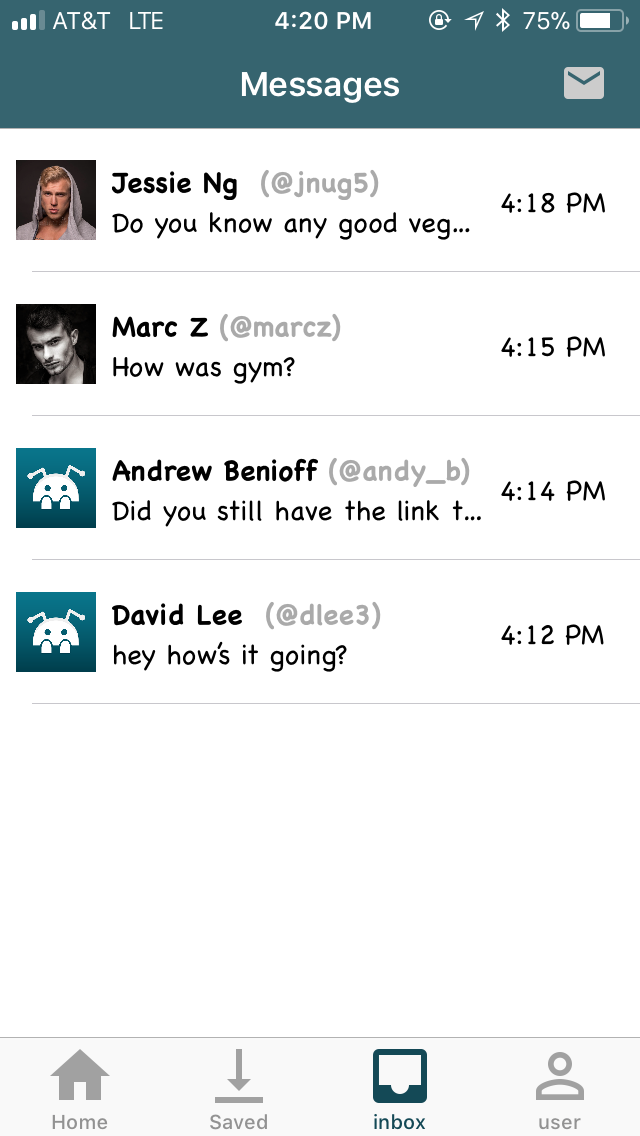 AT&T LTE 4:20 PM 75%
Messages
Jessie Ng (@jnug5)
Do you know any good veg...
4:18 PM
Marc Z (@marcz)
How was gym?
4:15 PM
Andrew Benioff (@andy_b)
Did you still have the link t...
4:14 PM
David Lee (@dlee3)
hey how's it going?
4:12 PM
Home Saved inbox user